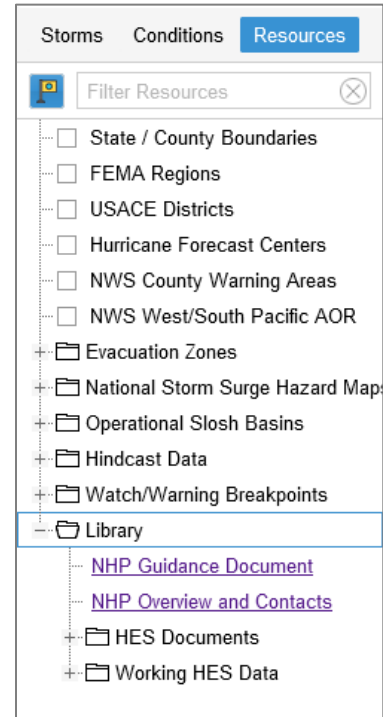 Storms Conditions Resources
Filter Resources
State / County Boundaries
FEMA Regions
USACE Districts
Hurricane Forecast Centers
NWS County Warning Areas
NWS West/South Pacific AOR
Evacuation Zones
National Storm Surge Hazard Maps
Operational Slosh Basins
Hindcast Data
Watch/Warning Breakpoints
Library
NHP Guidance Document
NHP Overview and Contacts
HES Documents
Working HES Data